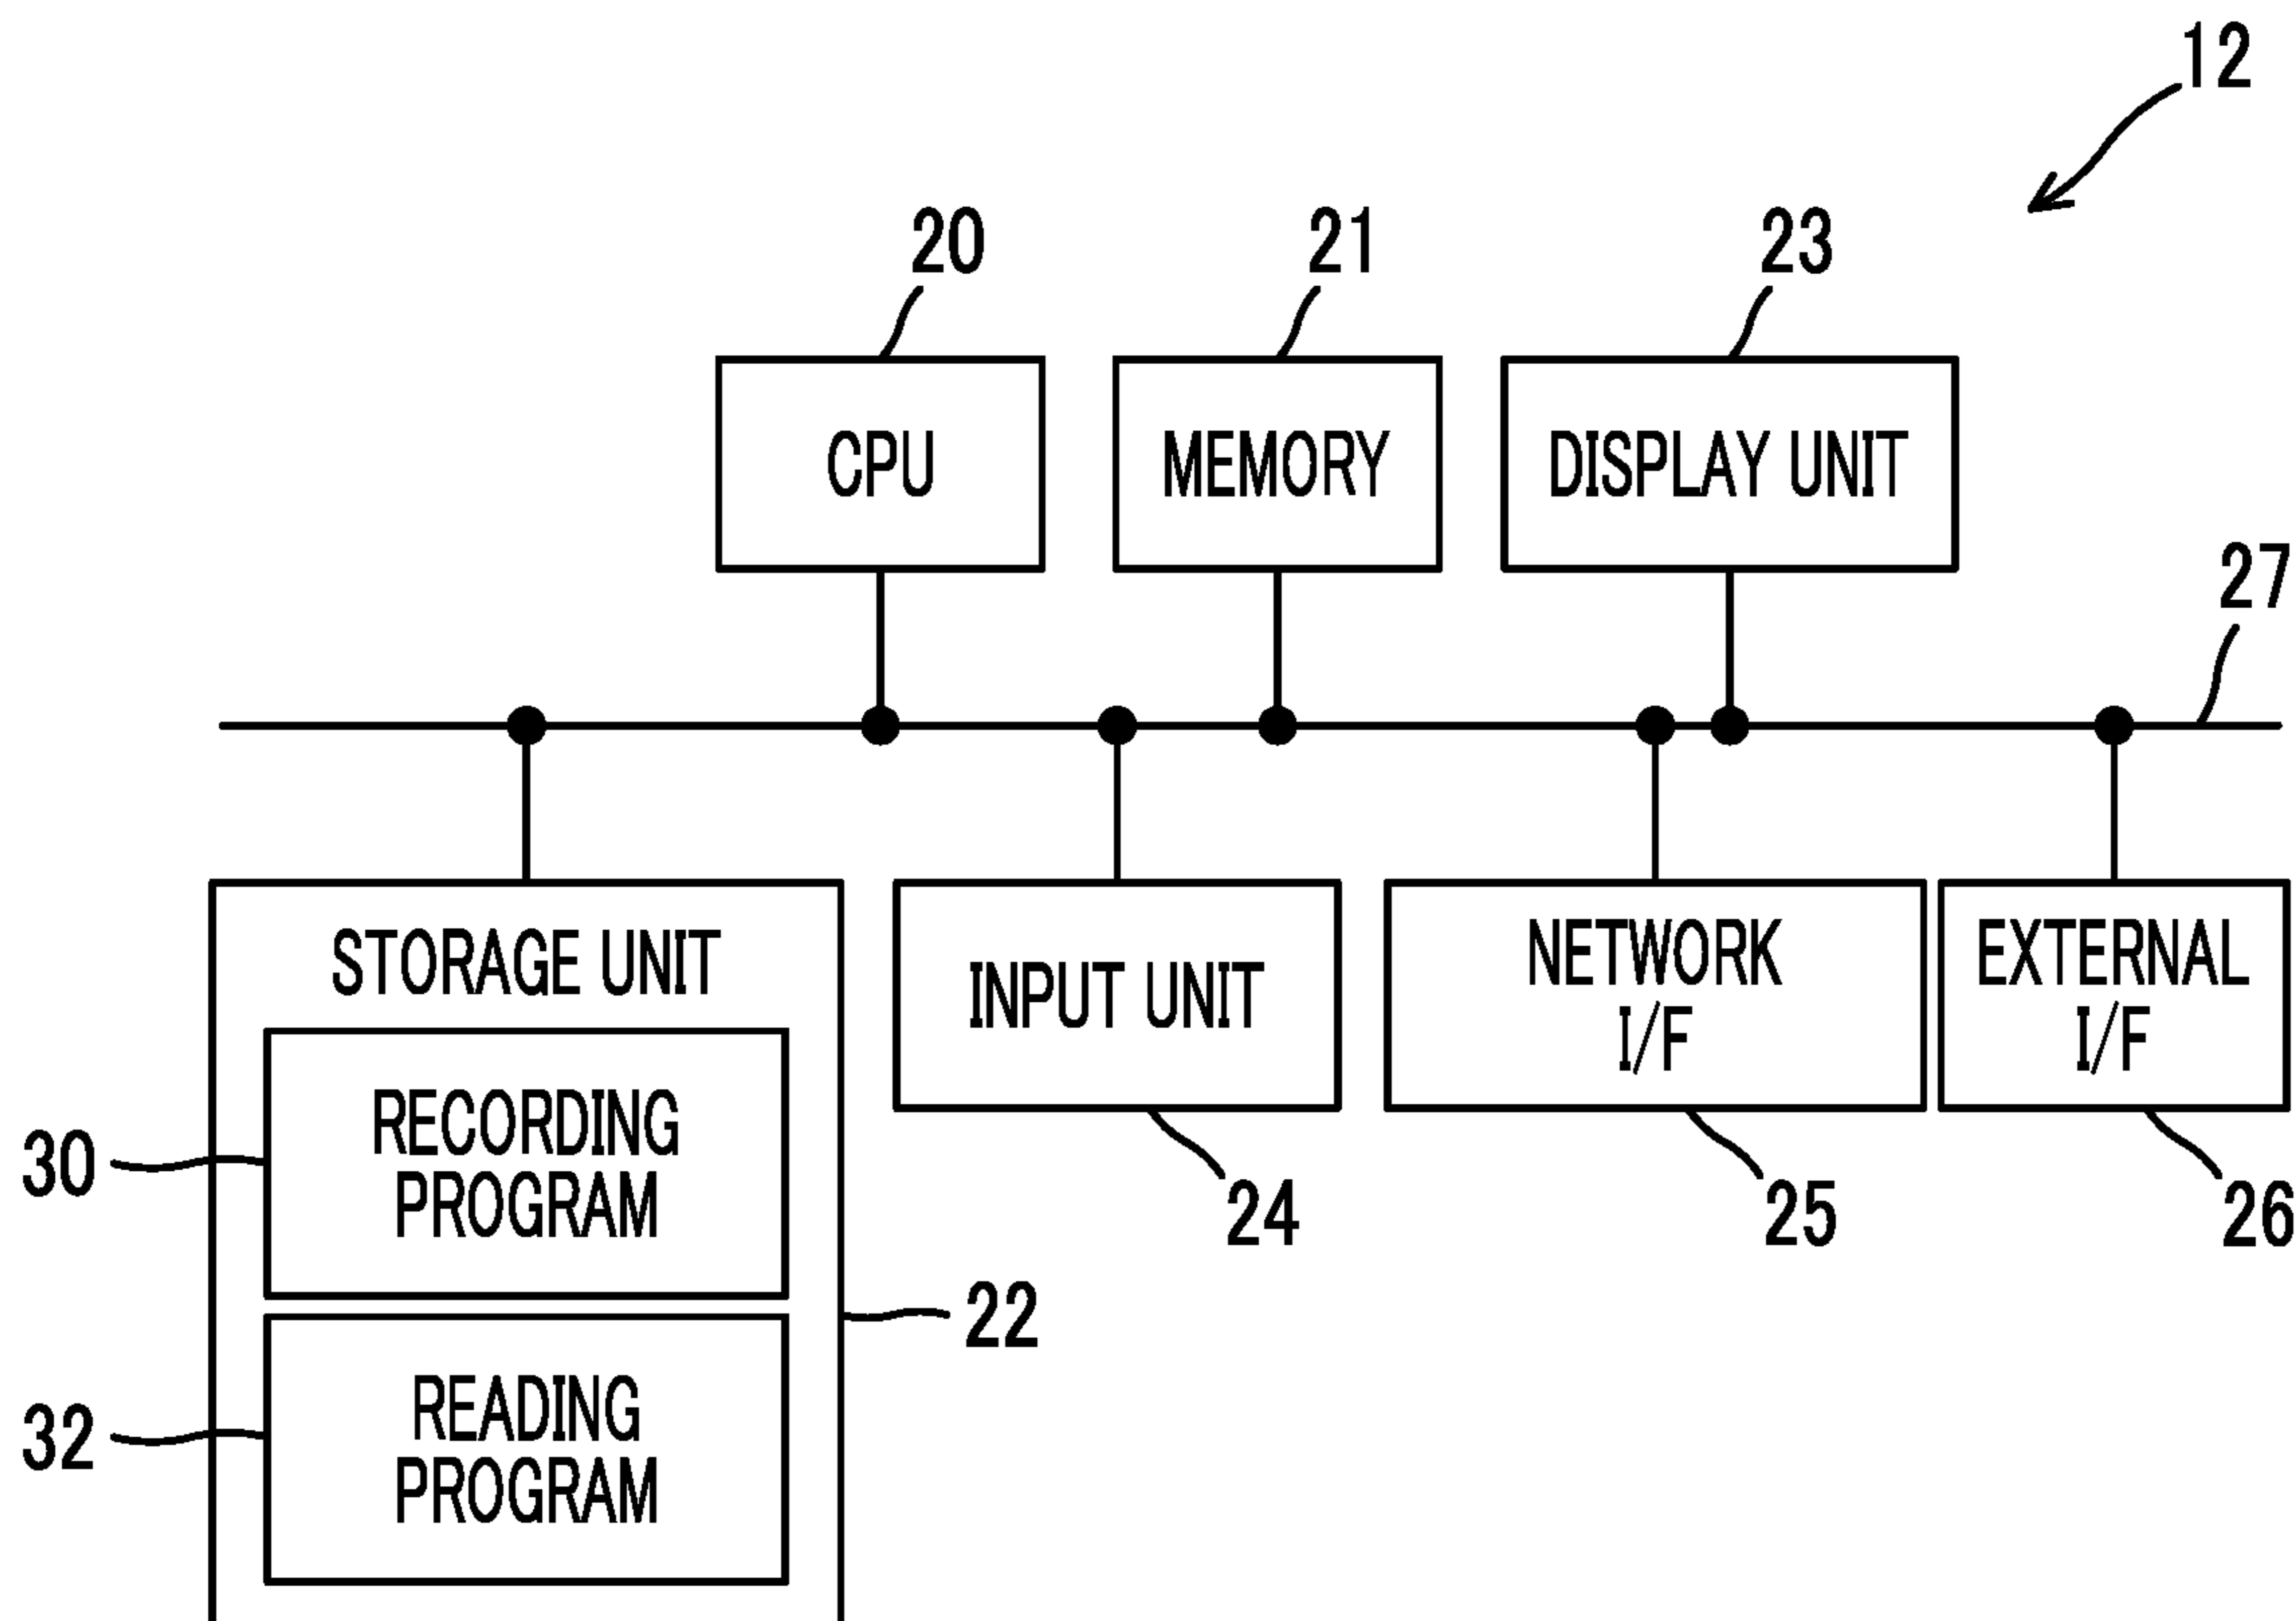 12
20
21
23
CPU
MEMORY
DISPLAY UNIT
27
STORAGE UNIT
INPUT UNIT
NETWORK
I/F
EXTERNAL
I/F
RECORDING
PROGRAM
30
24
25
26
22
READING
PROGRAM
32